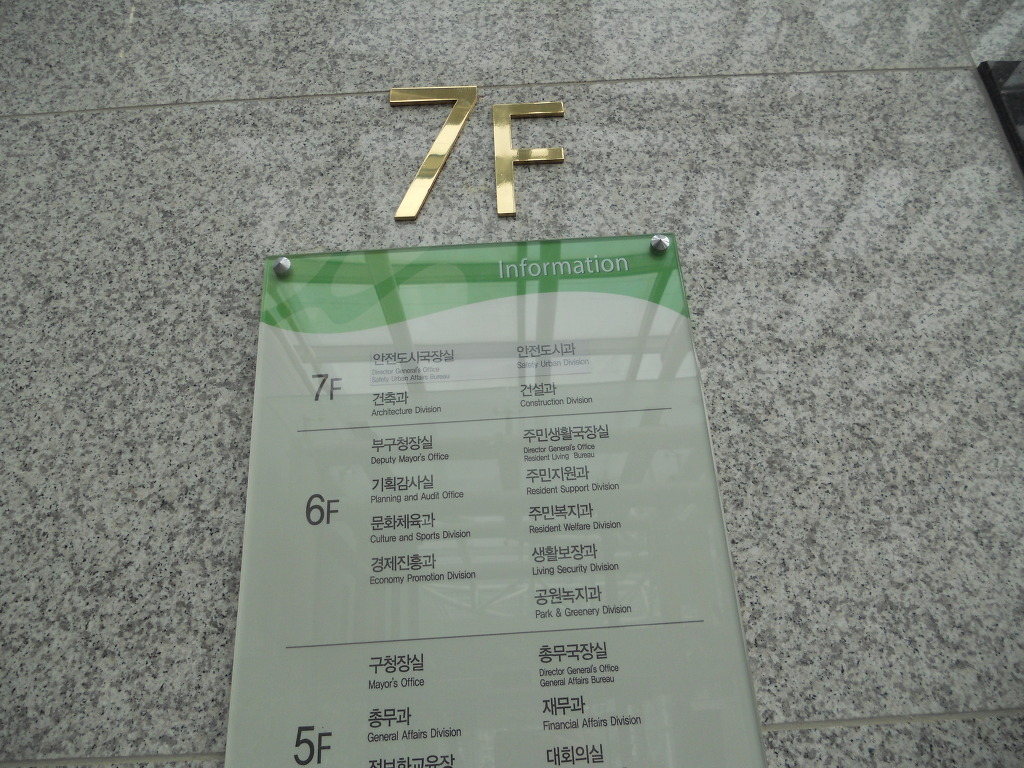 7F
Information
7F
안전도시국장실
Director General's Office
Safety Urban Affairs Bureau
안전도시과
Safety Urban Division
건축과
Architecture Division
건설과
Construction Division
6F
부구청장실
Deputy Mayor's Office
주민생활국장실
Director General's Office
Resident Living Bureau
기획감사실
Planning and Audit Office
주민지원과
Resident Support Division
문화체육과
Culture and Sports Division
주민복지과
Resident Welfare Division
경제진흥과
Economy Promotion Division
생활보장과
Living Security Division
공원녹지과
Park & Greenery Division
5F
구청장실
Mayor's Office
총무국장실
Director General's Office
General Affairs Bureau
총무과
General Affairs Division
재무과
Financial Affairs Division
정보화교육장
대회의실